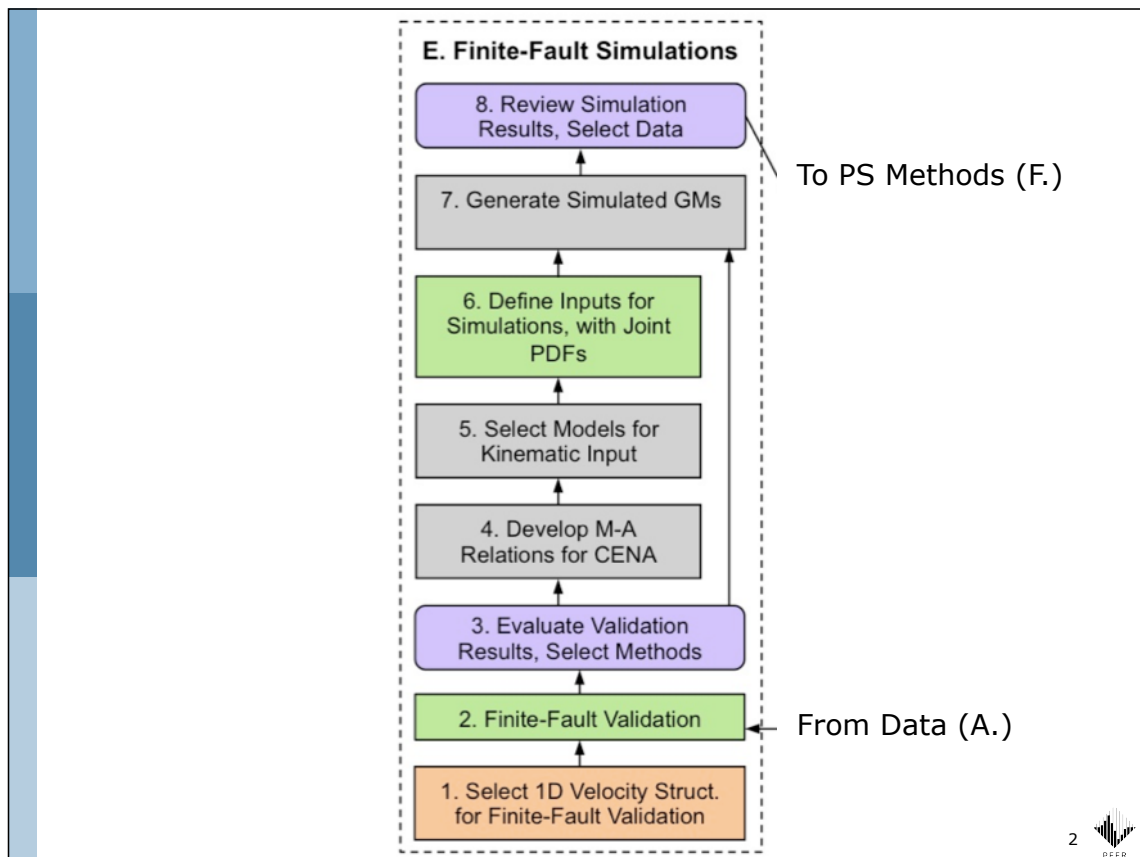 E. Finite-Fault Simulations
8. Review Simulation
Results, Select Data
To PS Methods (F.)
7. Generate Simulated GMs
6. Define Inputs for
Simulations, with Joint
PDFs
5. Select Models for
Kinematic Input
4. Develop M-A
Relations for CENA
3. Evaluate Validation
Results, Select Methods
2. Finite-Fault Validation
From Data (A.)
1. Select 1D Velocity Struct.
for Finite-Fault Validation
2
PEER